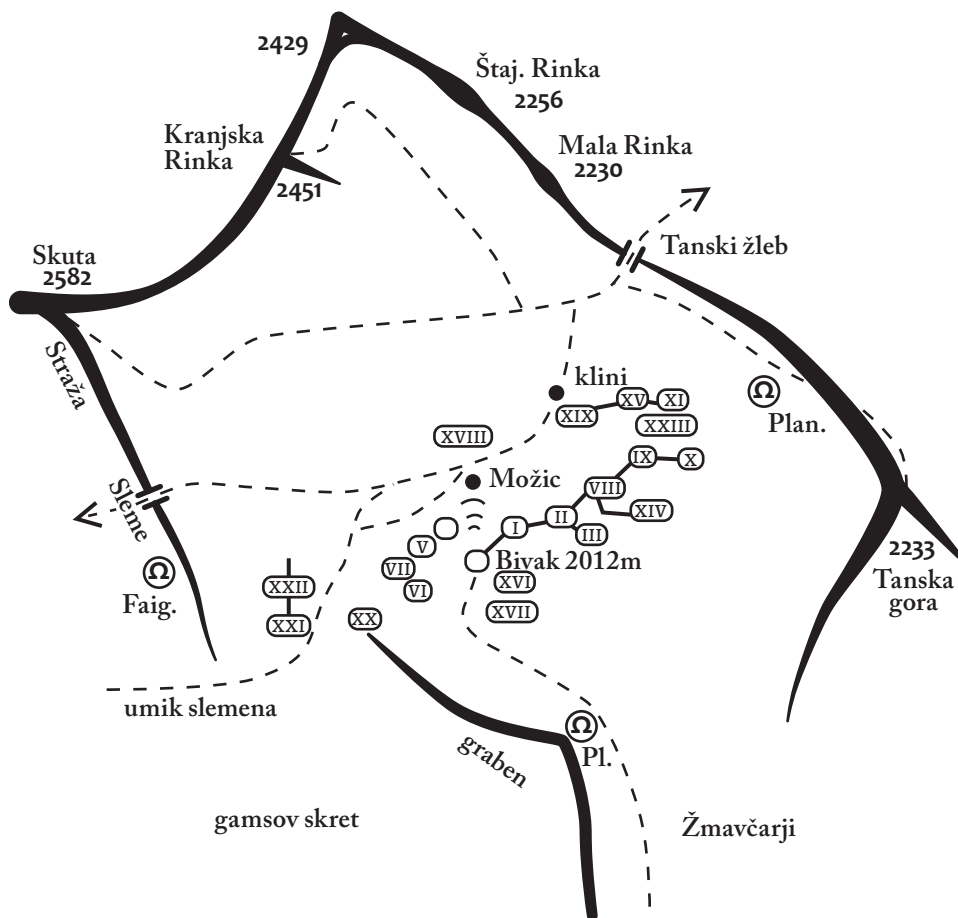 2429
Štaj. Rinka
2256
Kranjska
Rinka
2451
Mala Rinka
2230
Tanski žleb
Skuta
2582
Straža
klini
XIX
XV
XI
XXIII
Ω
Plan.
XVIII
IX
X
Možic
VIII
Sleme
I
II
III
XIV
V
Bivak 2012m
2233
Tanska
gora
Ω
Faig.
VII
VI
XVI
XVII
XXII
XXI
XX
umik slemena
Ω
Pl.
graben
gamsov skret
Žmavčarji